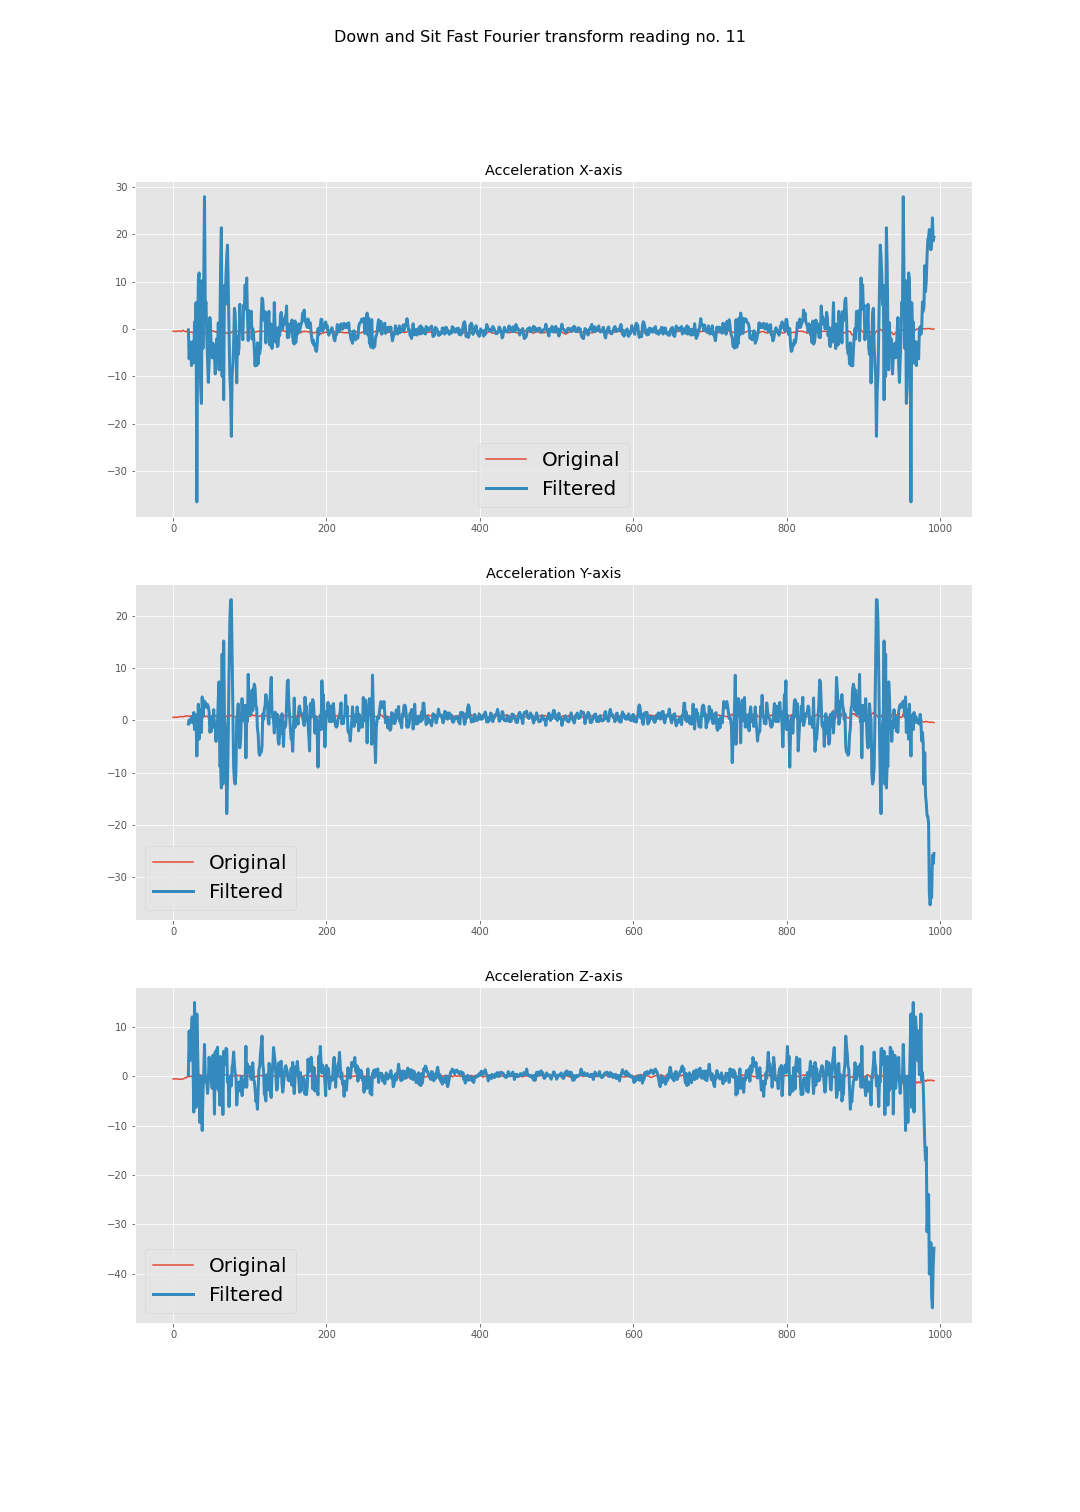 Down and Sit Fast Fourier transform reading no. 11
Acceleration X-axis
30
20
10
0
−10
−20
−30
Original
Filtered
0 200 400 600 800 1000
Acceleration Y-axis
20
10
0
−10
−20
−30
Original
Filtered
0 200 400 600 800 1000
Acceleration Z-axis
10
0
−10
−20
−30
−40
Original
Filtered
0 200 400 600 800 1000